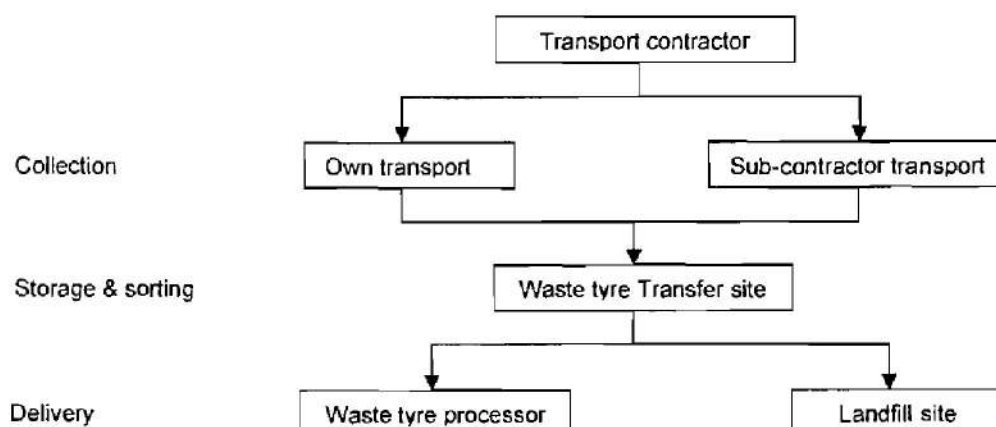 Transport contractor
Collection
Own transport
Sub-contractor transport
Storage & sorting
Waste tyre Transfer site
Delivery
Waste tyre processor
Landfill site